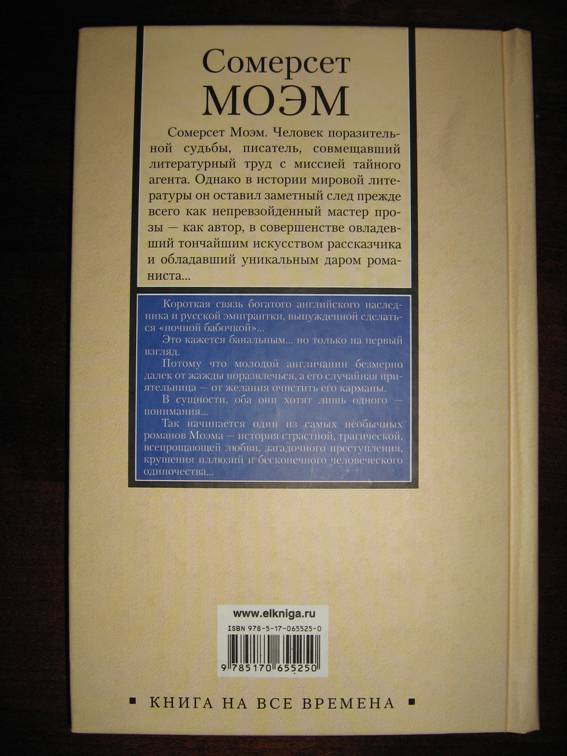 Сомерсет
МОЭМ
Сомерсет Моэм. Человек поразитель-
ной судьбы, писатель, совмещавший
литературный труд с миссией тайного
агента. Однако в истории мировой лите-
ратуры он оставил заметный след прежде
всего как непревзойденный мастер про-
зы — как автор, в совершенстве овладев-
ший тончайшим искусством рассказчика
и обладавший уникальным даром рома-
ниста...
Короткая связь богатого английского наслед-
ника и русской эмигрантки, вынужденной сделать-
ся «ночной бабочкой»...
Это кажется банальным... но только на первый
взгляд.
Потому что молодой англичанин безмерно
далек от жажды поразвлечься, а его случайная при-
ятельница — от желания очистить его карманы.
В сущности, оба они хотят лишь одного —
понимания...
Так начинается один из самых необычных
романов Моэма — история страстной, трагической,
всепрощающей любви, загадочного преступления,
крушения иллюзий и бесконечного человеческого
одиночества...
www.elkniga.ru
ISBN 978-5-17-065525-0
9 785170 655250
▪ КНИГА НА ВСЕ ВРЕМЕНА ▪